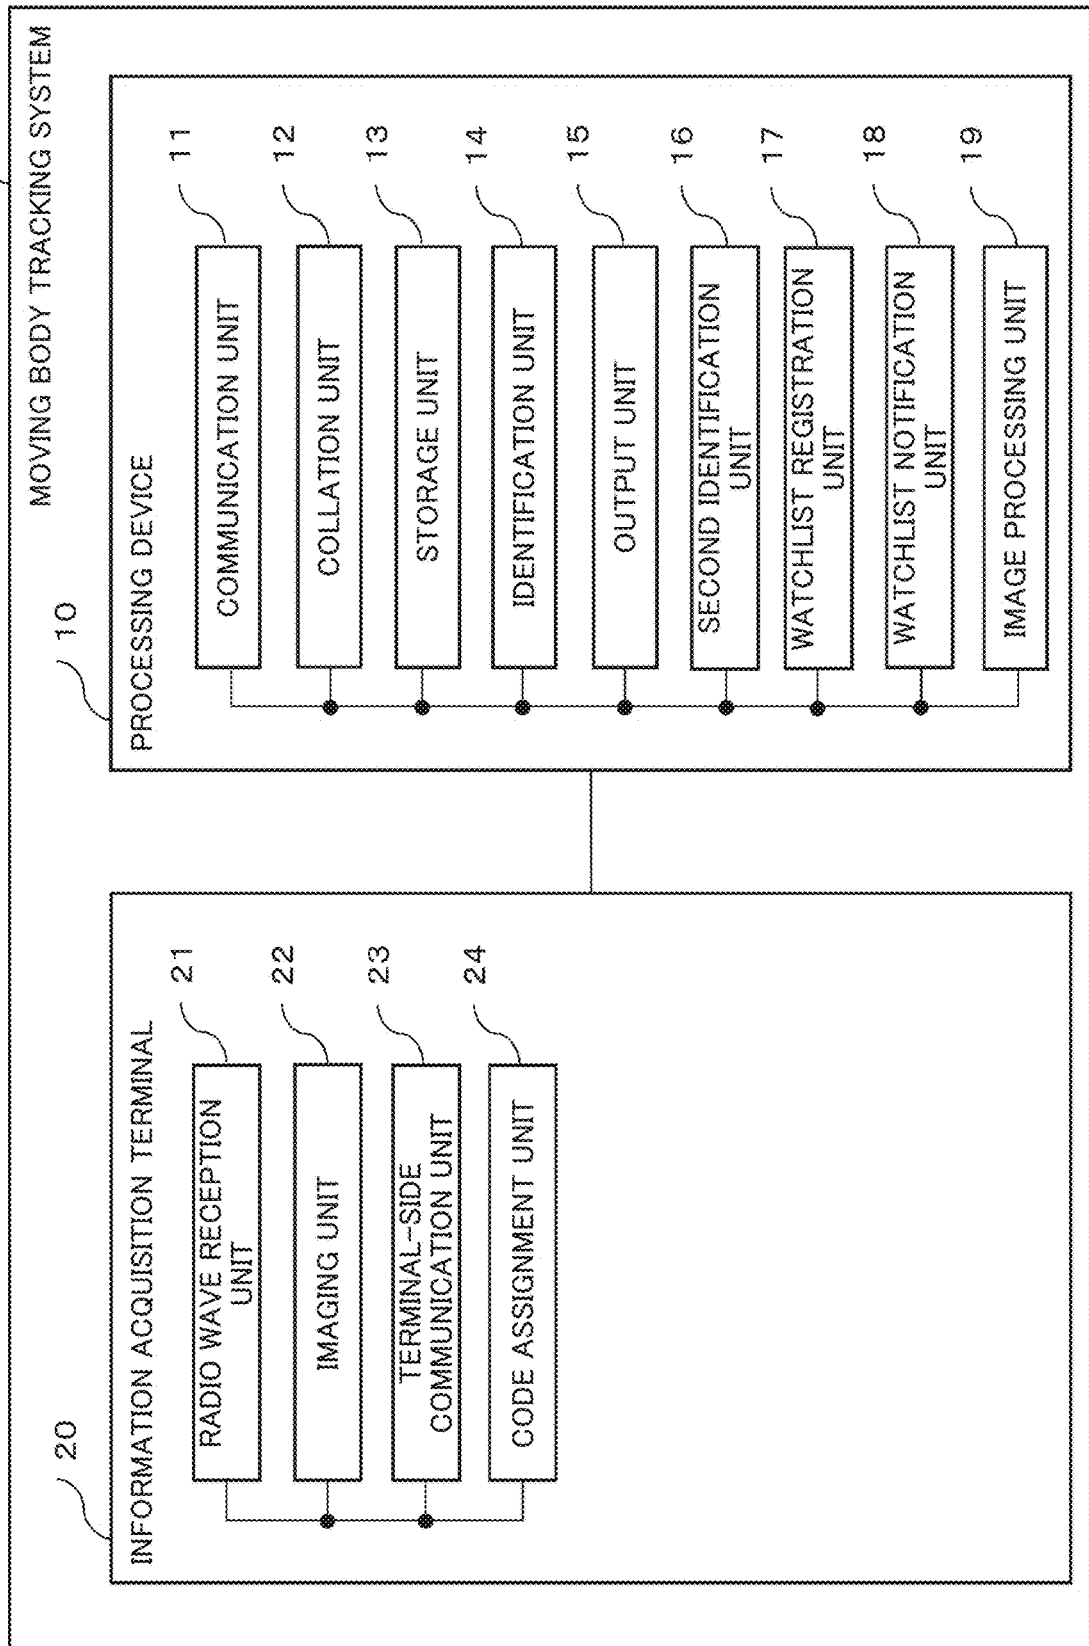 MOVING BODY TRACKING SYSTEM
20
INFORMATION ACQUISITION TERMINAL
RADIO WAVE RECEPTION
UNIT
21
IMAGING UNIT
22
TERMINAL-SIDE
COMMUNICATION UNIT
23
CODE ASSIGNMENT UNIT
24
10
PROCESSING DEVICE
COMMUNICATION UNIT
11
COLLATION UNIT
12
STORAGE UNIT
13
IDENTIFICATION UNIT
14
OUTPUT UNIT
15
SECOND IDENTIFICATION
UNIT
16
WATCHLIST REGISTRATION
UNIT
17
WATCHLIST NOTIFICATION
UNIT
18
IMAGE PROCESSING UNIT
19